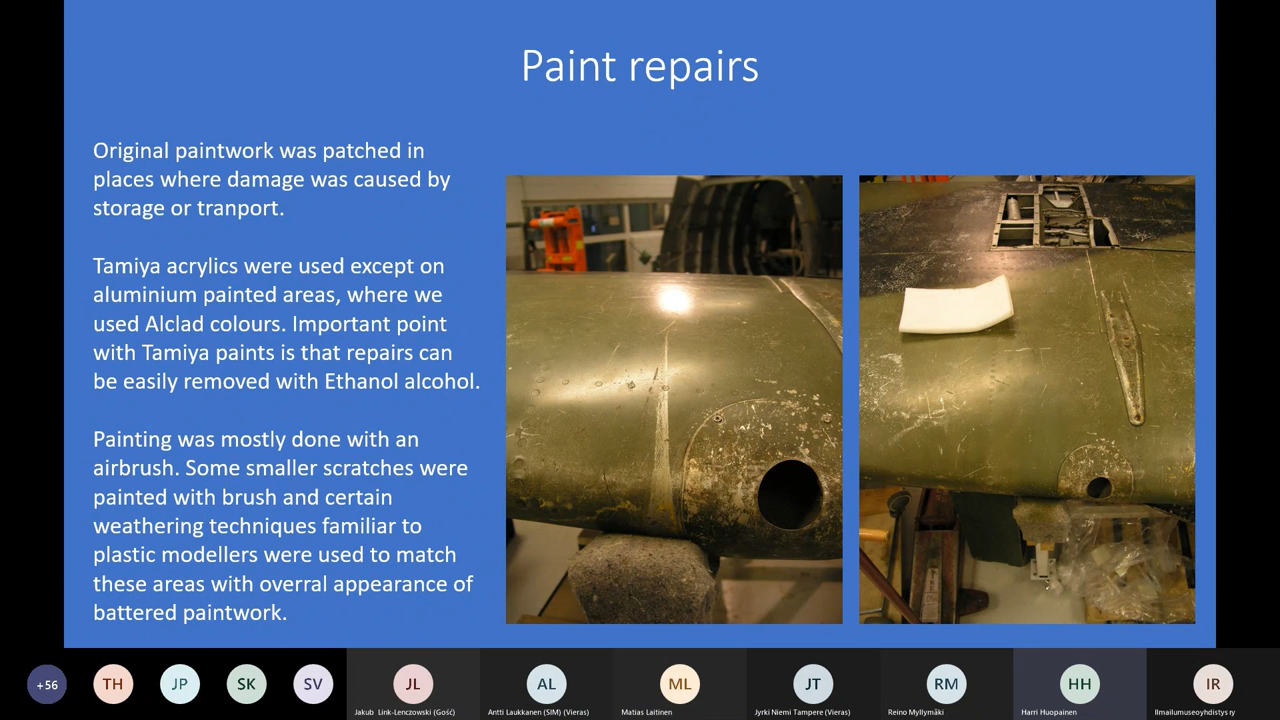 Paint repairs
Original paintwork was patched in
places where damage was caused by
storage or tranport.
Tamiya acrylics were used except on
aluminium painted areas, where we
used Alclad colours. Important point
with Tamiya paints is that repairs can
be easily removed with Ethanol alcohol.
Painting was mostly done with an
airbrush. Some smaller scratches were
painted with brush and certain
weathering techniques familiar to
plastic modellers were used to match
these areas with overral appearance of
battered paintwork.
+56 TH JP SK SV JL AL ML JT RM HH IR
Jakub Link-Lenczowski (Gość) Antti Laukkanen (SIM) (Vieras) Matias Laitinen Jyrki Niemi Tampere (Vieras) Reino Myllymäki Harri Huopainen Ilmailumuseoyhdistys ry